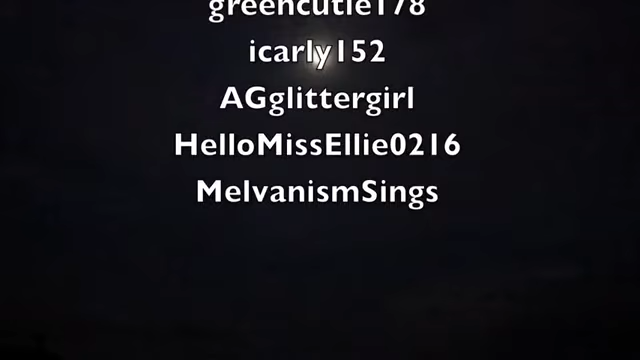 greencutie178
icarly152
AGglittergirl
HelloMissEllie0216
MelvanismSings